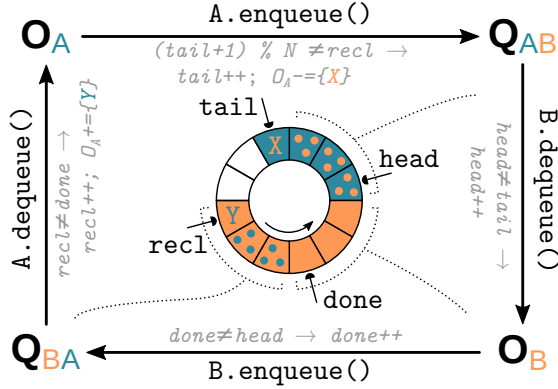 A.enqueue()
O_A
(tail+1) % N ≠recl →
tail++; O_A-={X}
Q_AB
tail
X
head
A.dequeue()
recl≠done →
recl++; O_A+={Y}
B.dequeue()
head≠tail →
head++
Y
recl
done
Q_BA
done≠head → done++
B.enqueue()
O_B